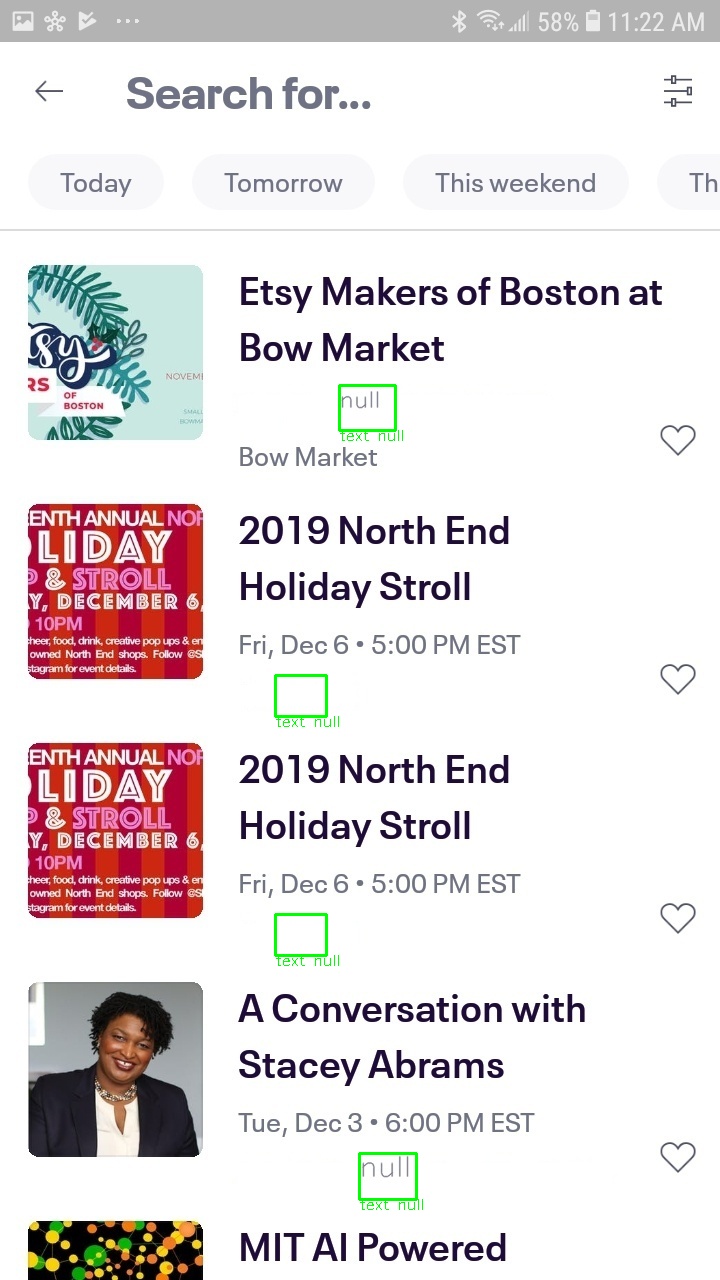 58% 11:22 AM
Search for...
Today Tomorrow This weekend Th
Etsy Makers of Boston at
Bow Market
null
text null
Bow Market
sy
NOVEM
RS OF
BOSTON
SMAL
BOWMA
2019 North End
Holiday Stroll
Fri, Dec 6 • 5:00 PM EST
text null
ENTH ANNUAL NOR
LIDAY
P & STROLL
Y, DECEMBER 6,
10PM
cheer, food, drink, creative pop ups & en
owned North End shops. Follow @S
stagram for event details.
2019 North End
Holiday Stroll
Fri, Dec 6 • 5:00 PM EST
text null
ENTH ANNUAL NOR
LIDAY
P & STROLL
Y, DECEMBER 6,
10PM
cheer, food, drink, creative pop ups & en
owned North End shops. Follow @S
stagram for event details.
A Conversation with
Stacey Abrams
Tue, Dec 3 • 6:00 PM EST
null
text null
MIT AI Powered